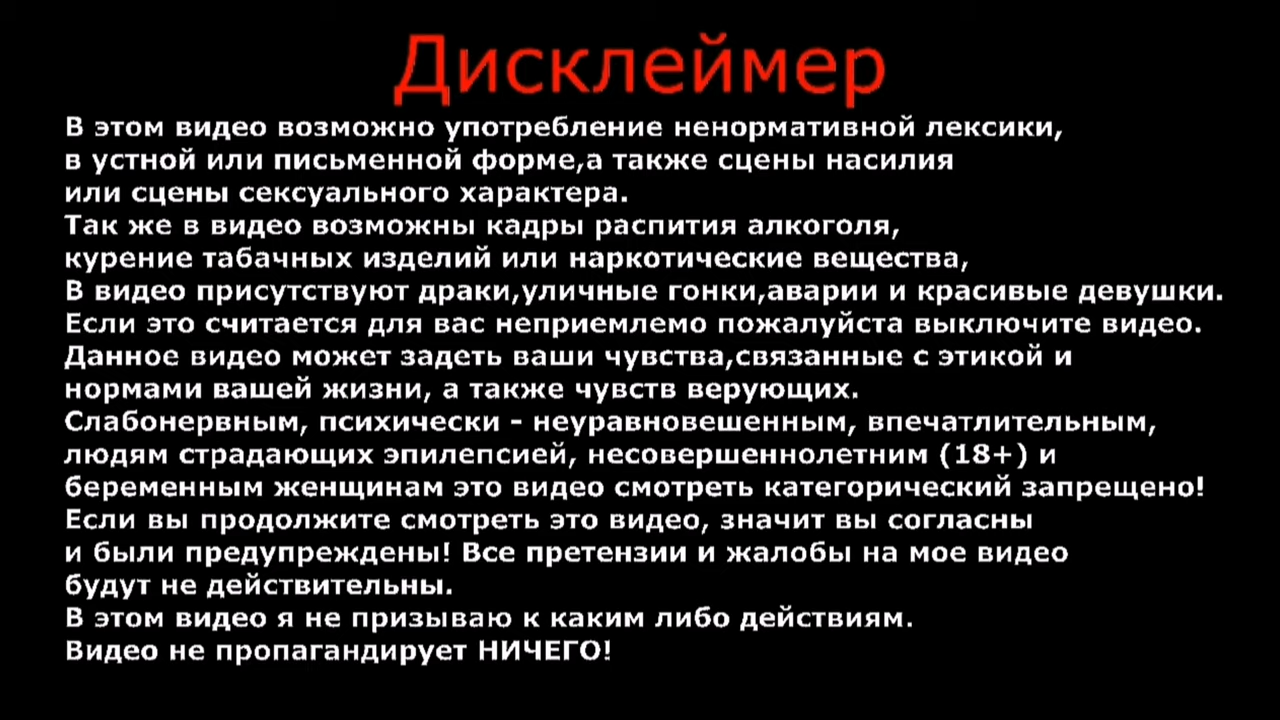 Дисклеймер
В этом видео возможно употребление ненормативной лексики,
в устной или письменной форме,а также сцены насилия
или сцены сексуального характера.
Так же в видео возможны кадры распития алкоголя,
курение табачных изделий или наркотические вещества,
В видео присутствуют драки,уличные гонки,аварии и красивые девушки.
Если это считается для вас неприемлемо пожалуйста выключите видео.
Данное видео может задеть ваши чувства,связанные с этикой и
нормами вашей жизни, а также чувств верующих.
Слабонервным, психически - неуравновешенным, впечатлительным,
людям страдающих эпилепсией, несовершеннолетним (18+) и
беременным женщинам это видео смотреть категорический запрещено!
Если вы продолжите смотреть это видео, значит вы согласны
и были предупреждены! Все претензии и жалобы на мое видео
будут не действительны.
В этом видео я не призываю к каким либо действиям.
Видео не пропагандирует НИЧЕГО!